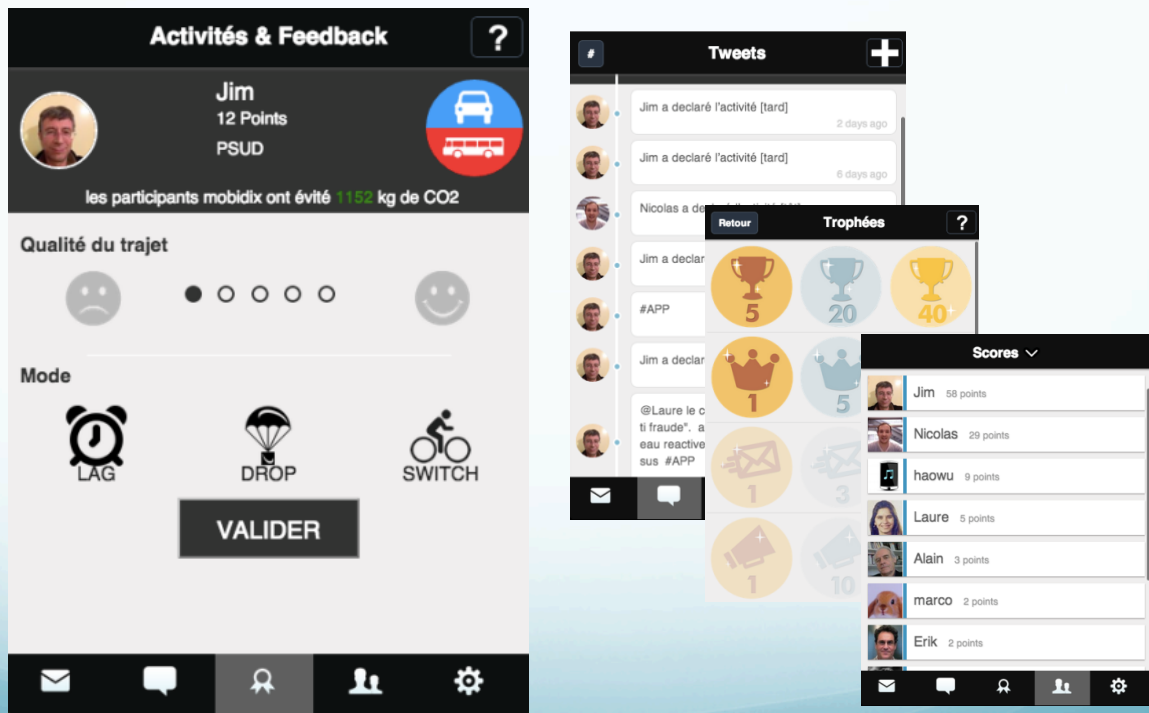 Activités & Feedback
?
Jim
12 Points
PSUD
les participants mobidix ont évité 1152 kg de CO2
Qualité du trajet
Mode
LAG
DROP
SWITCH
VALIDER
#
Tweets
Jim a declaré l'activité [tard]
2 days ago
Jim a declaré l'activité [tard]
6 days ago
Nicolas a de
Jim a declar
#APP
Jim a declar
@Laure le c
ti fraude". a
eau reactive
sus #APP
Retour
Trophées
?
5
20
40
1
5
1
3
1
10
Scores
Jim 58 points
Nicolas 29 points
haowu 9 points
Laure 5 points
Alain 3 points
marco 2 points
Erik 2 points